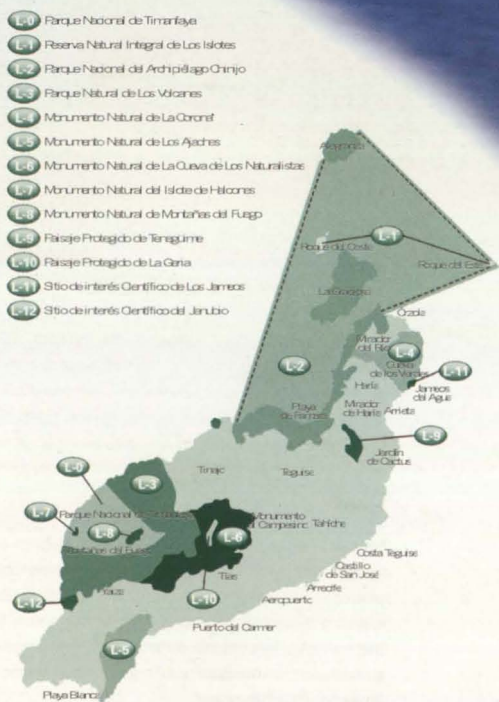 L-0 Parque Nacional de Timanfaya
L-1 Reserva Natural Integral de Los Islotes
L-2 Parque Nacional del Archipiélago Chinijo
L-3 Parque Natural de Los Volcanes
L-4 Monumento Natural de La Corona"
L-5 Monumento Natural de Los Ajaches
L-6 Monumento Natural de La Cueva de Los Naturalistas
L-7 Monumento Natural del Islote de Halcones
L-8 Monumento Natural de Montañas del Fuego
L-9 Paisaje Protegido de Tenegüime
L-10 Paisaje Protegido de La Geria
L-11 Sitio de interés Científico de Los Jameos
L-12 Sitio de interés Científico del Janubio
Alegranza
L-1
Roque del Oeste
Roque del Este
La Graciosa
Orzola
Mirador
del Río
L-2
L-4
Cueva
de los Verdes
L-11
Haría
Jameos
del Agua
Playa
de Famara
Mirador
de Haría
Arrieta
L-9
Jardín
de Cactus
L-0
Tinajo
Teguise
L-3
L-7
Parque Nacional de
L-8
Monumento
al Campesino
Tahiche
L-6
Montañas del Fuego
Costa Teguise
Castillo
de San José
Tías
L-12
Yaiza
L-10
Arrecife
Aeropuerto
Puerto del Carmen
L-5
Playa Blanca